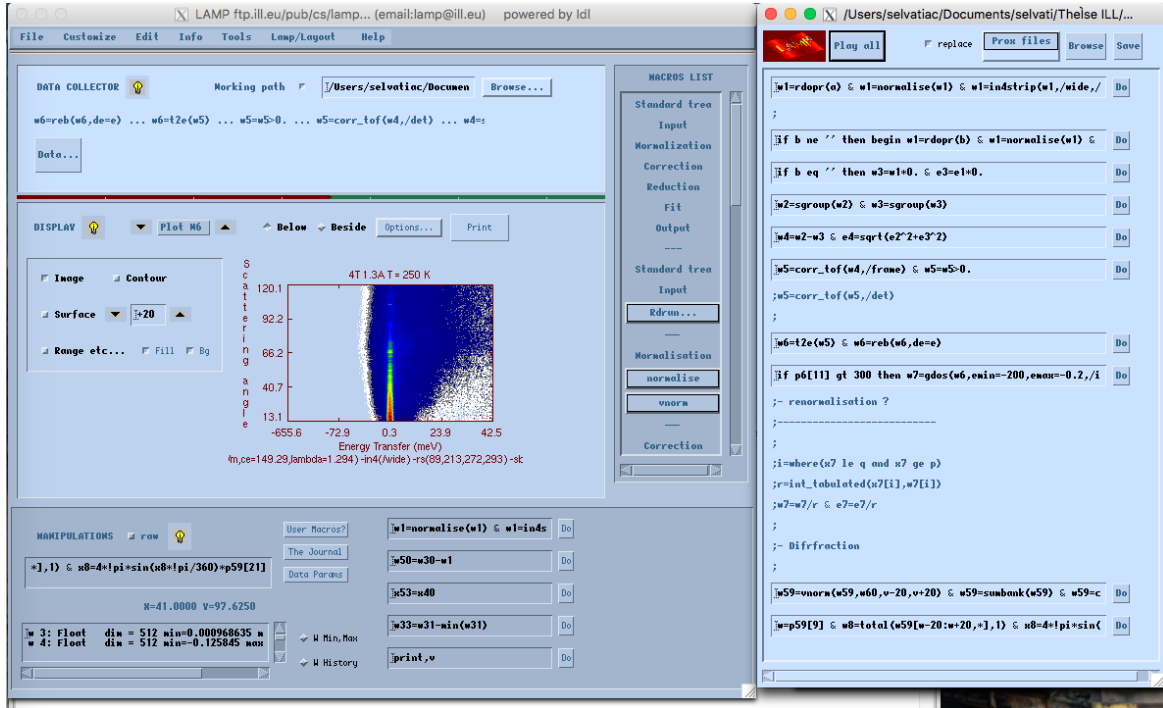 LAMP ftp.ill.eu/pub/cs/lamp... (email:lamp@ill.eu) powered by Idl
File Customize Edit Info Tools Lamp/Layout Help
DATA COLLECTOR Working path /Users/selvatiac/Documen Browse...
w6=reb(w6,de=e) ... w6=t2e(w5) ... w5=w5>0. ... w5=corr_tof(w4,/det) ... w4=
Data...
DISPLAY Plot W6 Below Beside Options... Print
Image Contour
Surface +20
Range etc... Fill Bg
4T 1.3A T = 250 K
Scattering angle
120.1
92.2
66.2
40.7
13.1
-655.6 -72.9 0.3 23.9 42.5
Energy Transfer (meV)
m,ce=149.29,lambda=1.294) -in4(/wide) -rs(89,213,272,293) -sl
MACROS LIST
Standard trea
Input
Normalization
Correction
Reduction
Fit
Output
---
Standard trea
Input
Rdrun...
---
Normalisation
normalise
vnorm
---
Correction
MANIPULATIONS raw
User Macros?
The Journal
Data Params
*],1) & x8=4*!pi*sin(x8*!pi/360)*p59[21]
X=41.0000 Y=97.6250
w 3: Float dim = 512 min=0.000968635 m
w 4: Float dim = 512 min=-0.125845 max
W Min,Max
W History
w1=normalise(w1) & w1=in4s Do
w50=w30-w1 Do
x53=x40 Do
w33=w31-min(w31) Do
print,v Do
/Users/selvatiac/Documents/selvati/Thelse ILL/...
Play all replace Prox files Browse Save
w1=rdopr(a) & w1=normalise(w1) & w1=in4strip(w1,/wide,/ Do
;
if b ne '' then begin w1=rdopr(b) & w1=normalise(w1) & Do
if b eq '' then w3=w1*0. & e3=e1*0. Do
w2=sgroup(w2) & w3=sgroup(w3) Do
w4=w2-w3 & e4=sqrt(e2^2+e3^2) Do
w5=corr_tof(w4,/frame) & w5=w5>0. Do
;w5=corr_tof(w5,/det)
;
w6=t2e(w5) & w6=reb(w6,de=e) Do
if p6[11] gt 300 then w7=gdos(w6,emin=-200,emax=-0.2,/i Do
;- renormalisation ?
;--------------------------
;
;i=where(x7 le q and x7 ge p)
;r=int_tabulated(x7[i],w7[i])
;w7=w7/r & e7=e7/r
;
;- Difrfraction
;
w59=vnorm(w59,w60,v-20,v+20) & w59=sumbank(w59) & w59=c Do
w=p59[9] & w8=total(w59[w-20:w+20,*],1) & x8=4*!pi*sin( Do